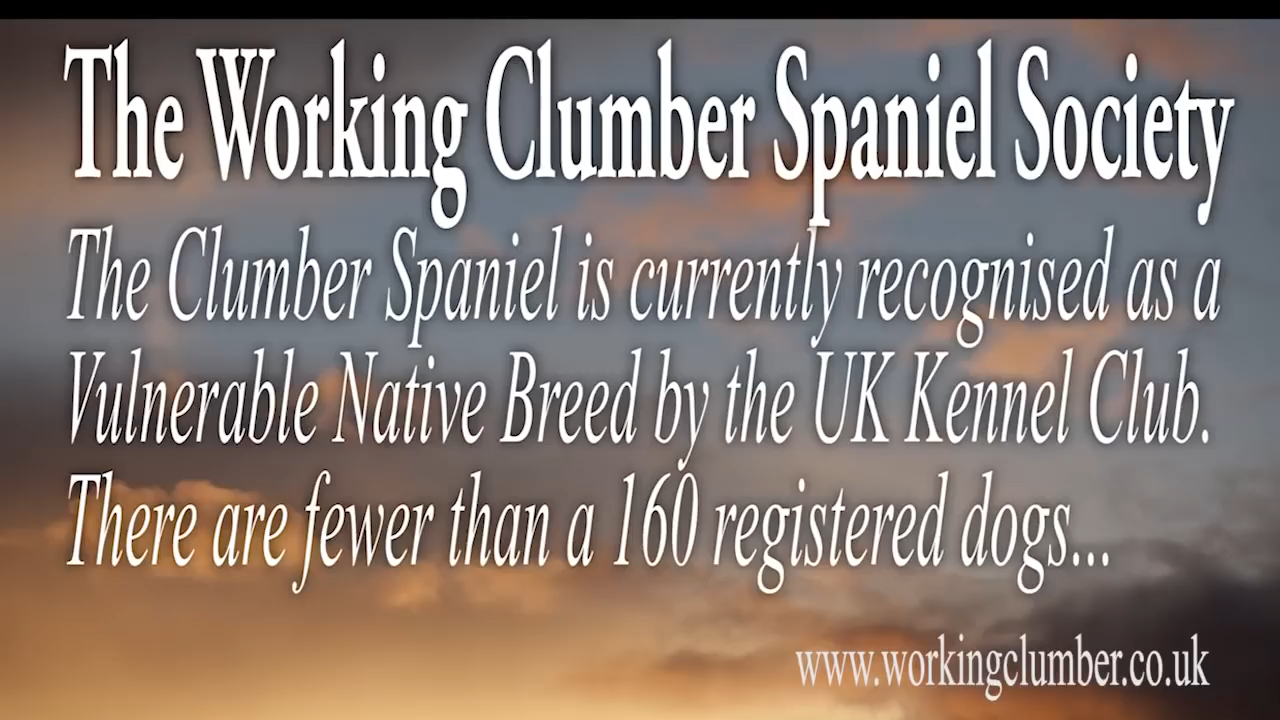 The Working Clumber Spaniel Society
The Clumber Spaniel is currently recognised as a
Vulnerable Native Breed by the UK Kennel Club.
There are fewer than a 160 registered dogs...
www.workingclumber.co.uk